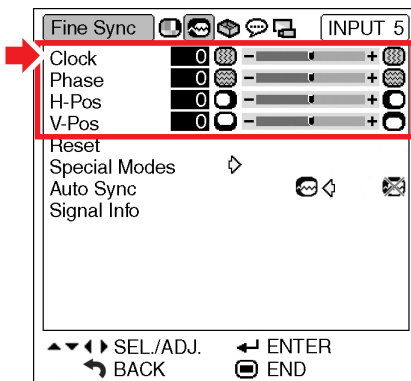 Fine Sync INPUT 5
Clock 0 - +
Phase 0 - +
H-Pos 0 - +
V-Pos 0 - +
Reset
Special Modes
Auto Sync
Signal Info
SEL./ADJ. ENTER
BACK END